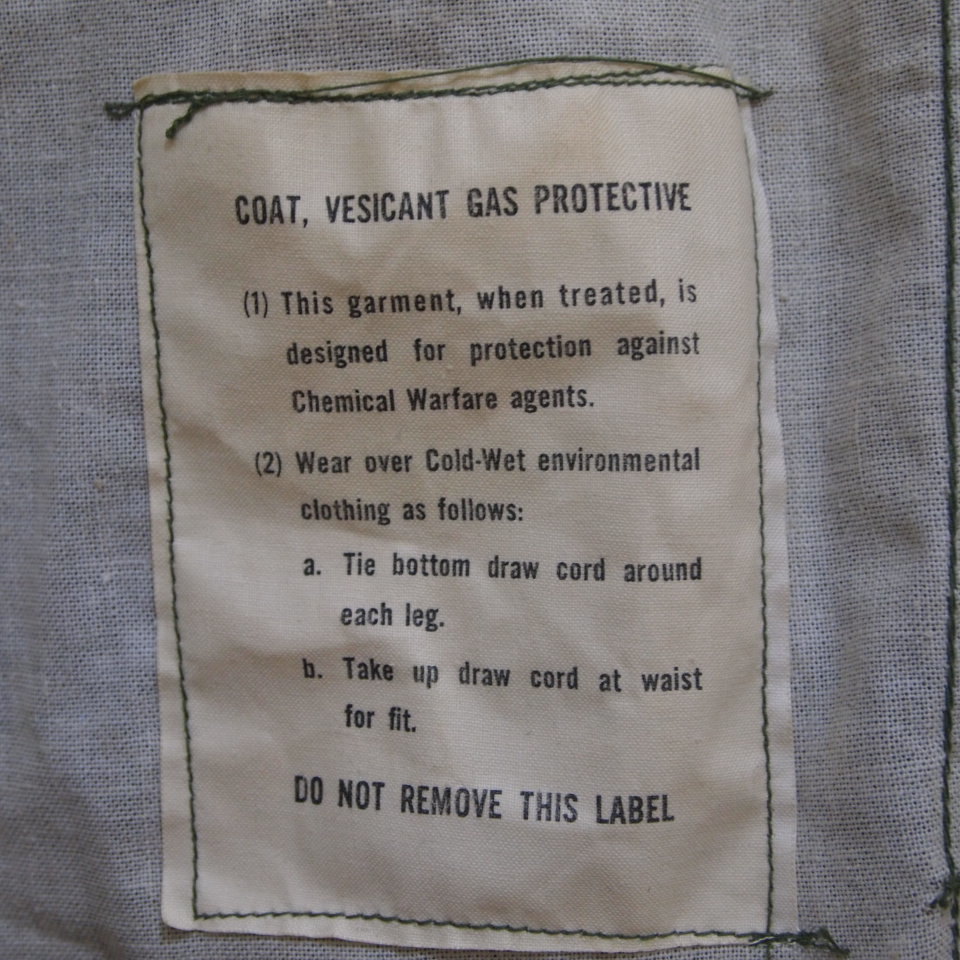 COAT, VESICANT GAS PROTECTIVE
(1) This garment, when treated, is
designed for protection against
Chemical Warfare agents.
(2) Wear over Cold-Wet environmental
clothing as follows:
a. Tie bottom draw cord around
each leg.
b. Take up draw cord at waist
for fit.
DO NOT REMOVE THIS LABEL